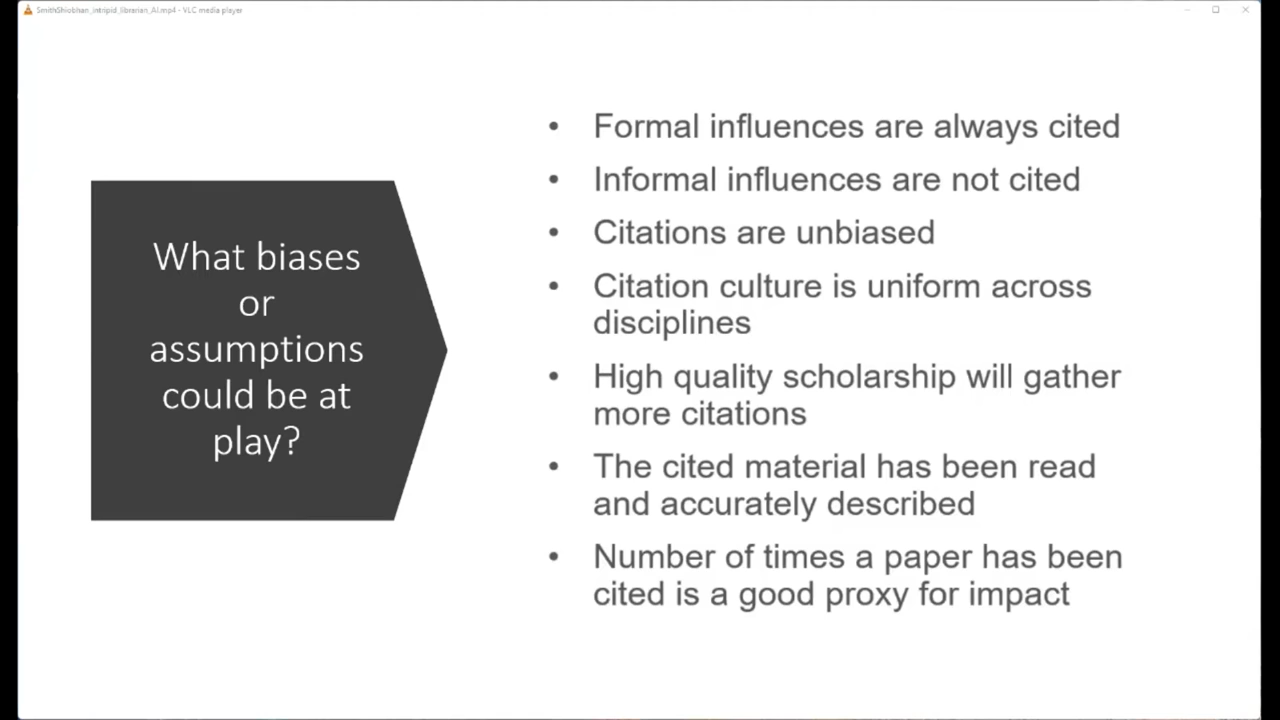 SmithShiobhan_intripid_librarian_AI.mp4 - VLC media player
What biases
or
assumptions
could be at
play?
• Formal influences are always cited
• Informal influences are not cited
• Citations are unbiased
• Citation culture is uniform across
disciplines
• High quality scholarship will gather
more citations
• The cited material has been read
and accurately described
• Number of times a paper has been
cited is a good proxy for impact